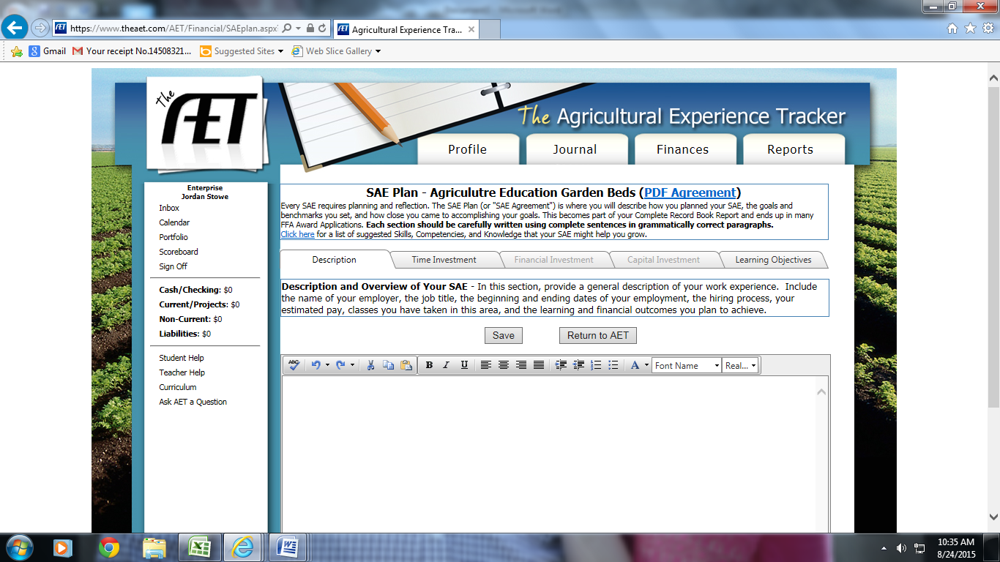 https://www.theaet.com/AET/Financial/SAEplan.aspx?
Agricultural Experience Tra...
Gmail
Your receipt No.14508321...
Suggested Sites
Web Slice Gallery
The AET
The Agricultural Experience Tracker
Profile Journal Finances Reports
Enterprise
Jordan Stowe
Inbox
Calendar
Portfolio
Scoreboard
Sign Off
Cash/Checking: $0
Current/Projects: $0
Non-Current: $0
Liabilities: $0
Student Help
Teacher Help
Curriculum
Ask AET a Question
SAE Plan - Agriculutre Education Garden Beds (PDF Agreement)
Every SAE requires planning and reflection. The SAE Plan (or "SAE Agreement") is where you will describe how you planned your SAE, the goals and
benchmarks you set, and how close you came to accomplishing your goals. This becomes part of your Complete Record Book Report and ends up in many
FFA Award Applications. Each section should be carefully written using complete sentences in grammatically correct paragraphs.
Click here for a list of suggested Skills, Competencies, and Knowledge that your SAE might help you grow.
Description Time Investment Financial Investment Capital Investment Learning Objectives
Description and Overview of Your SAE - In this section, provide a general description of your work experience. Include
the name of your employer, the job title, the beginning and ending dates of your employment, the hiring process, your
estimated pay, classes you have taken in this area, and the learning and financial outcomes you plan to achieve.
Save Return to AET
ABC B I U A Font Name Real...
10:35 AM
8/24/2015